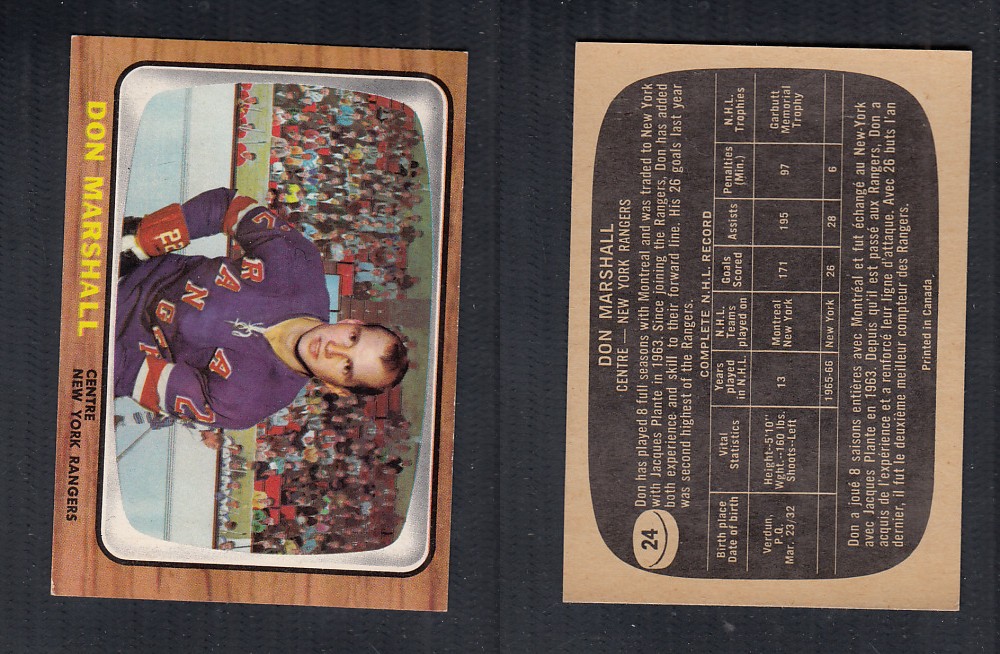 DON MARSHALL
CENTRE
NEW YORK RANGERS
RANG
A
22
2
DON MARSHALL
CENTRE — NEW YORK RANGERS
24
Don has played 8 full seasons with Montreal and was traded to New York
with Jacques Plante in 1963. Since joining the Rangers, Don has added
both experience and skill to their forward line. His 26 goals last year
was second highest of the Rangers.
COMPLETE N.H.L. RECORD
Birth place Date of birth | Vital Statistics | Years played in N.H.L. | N.H.L. Teams played on | Goals Scored | Assists | Penalties (Min.) | N.H.L. Trophies
Verdun, P.Q. Mar. 23/32 | Height-5'10" Wght.-160 lbs. Shoots-Left | 13 | Montreal New York | 171 | 195 | 97 | Garbutt Memorial Trophy
1965-66 | New York | 26 | 28 | 6
Don a joué 8 saisons entières avec Montréal et fut échangé au New-York
avec Jacques Plante en 1963. Depuis qu'il est passé aux Rangers, Don a
acquis de l'expérience et a renforcé leur ligne d'attaque. Avec 26 buts l'an
dernier, il fut le deuxième meilleur compteur des Rangers.
Printed in Canada